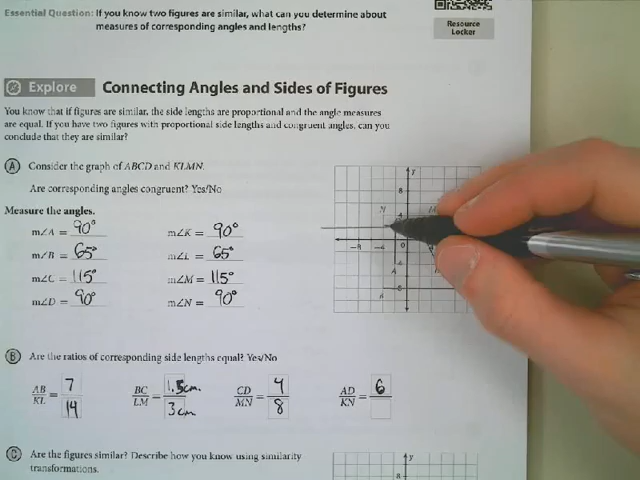 Essential Question: If you know two figures are similar, what can you determine about
measures of corresponding angles and lengths?
Resource
Locker
Explore Connecting Angles and Sides of Figures
You know that if figures are similar, the side lengths are proportional and the angle measures
are equal. If you have two figures with proportional side lengths and congruent angles, can you
conclude that they are similar?
A Consider the graph of ABCD and KLMN.
Are corresponding angles congruent? Yes/No
Measure the angles.
m∠A = 90° m∠K = 90°
m∠B = 65° m∠L = 65°
m∠C = 115° m∠M = 115°
m∠D = 90° m∠N = 90°
y
8
N
4
-8 -4 0
-4
A
-8
B Are the ratios of corresponding side lengths equal? Yes/No
AB/KL = 7/14 BC/LM = 1.5cm./3cm CD/MN = 4/8 AD/KN = 6
C Are the figures similar? Describe how you know using similarity
transformations.
y
8